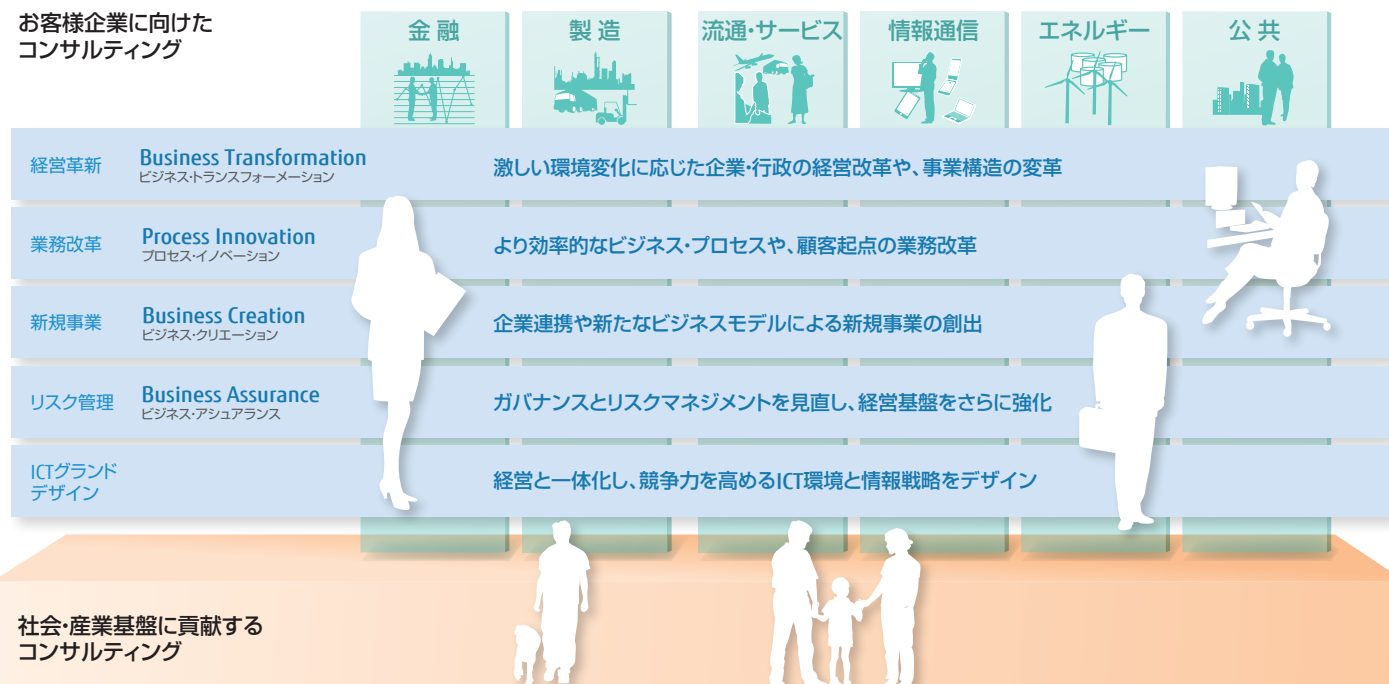 お客様企業に向けた
コンサルティング
金融
製造
流通・サービス
情報通信
エネルギー
公共
経営革新
Business Transformation
ビジネス・トランスフォーメーション
激しい環境変化に応じた企業・行政の経営改革や、事業構造の変革
業務改革
Process Innovation
プロセス・イノベーション
より効率的なビジネス・プロセスや、顧客起点の業務改革
新規事業
Business Creation
ビジネス・クリエーション
企業連携や新たなビジネスモデルによる新規事業の創出
リスク管理
Business Assurance
ビジネス・アシュアランス
ガバナンスとリスクマネジメントを見直し、経営基盤をさらに強化
ICTグランド
デザイン
経営と一体化し、競争力を高めるICT環境と情報戦略をデザイン
社会・産業基盤に貢献する
コンサルティング